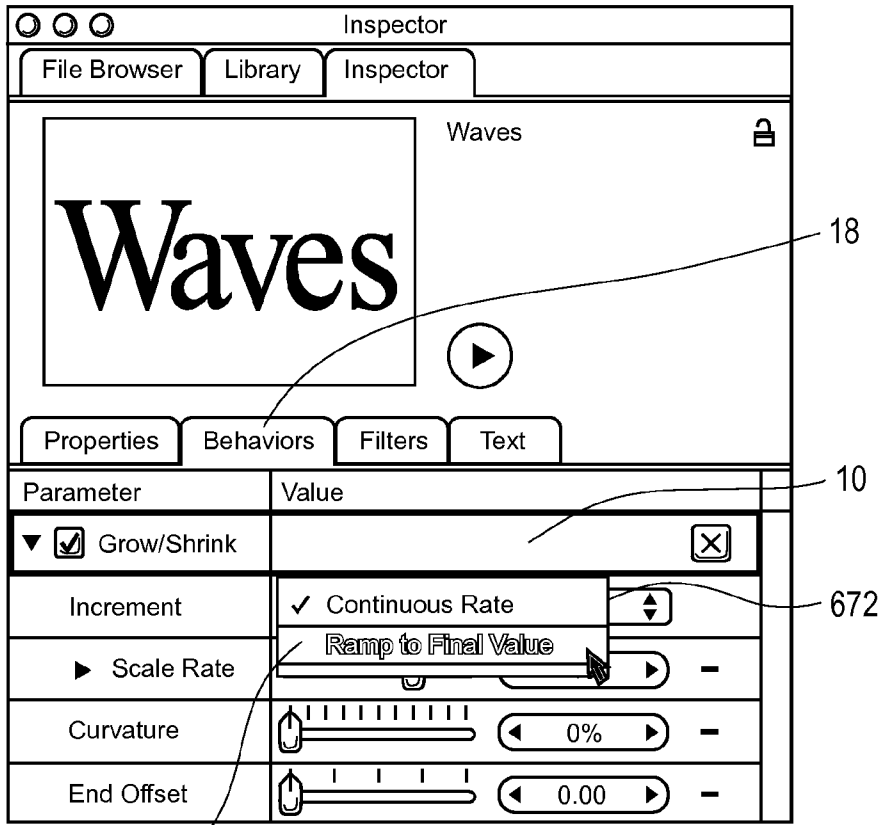 Inspector
File Browser Library Inspector
Waves
Waves
18
Properties Behaviors Filters Text
Parameter Value
10
Grow/Shrink
Increment ✓ Continuous Rate
672
Ramp to Final Value
Scale Rate
Curvature 0%
End Offset 0.00